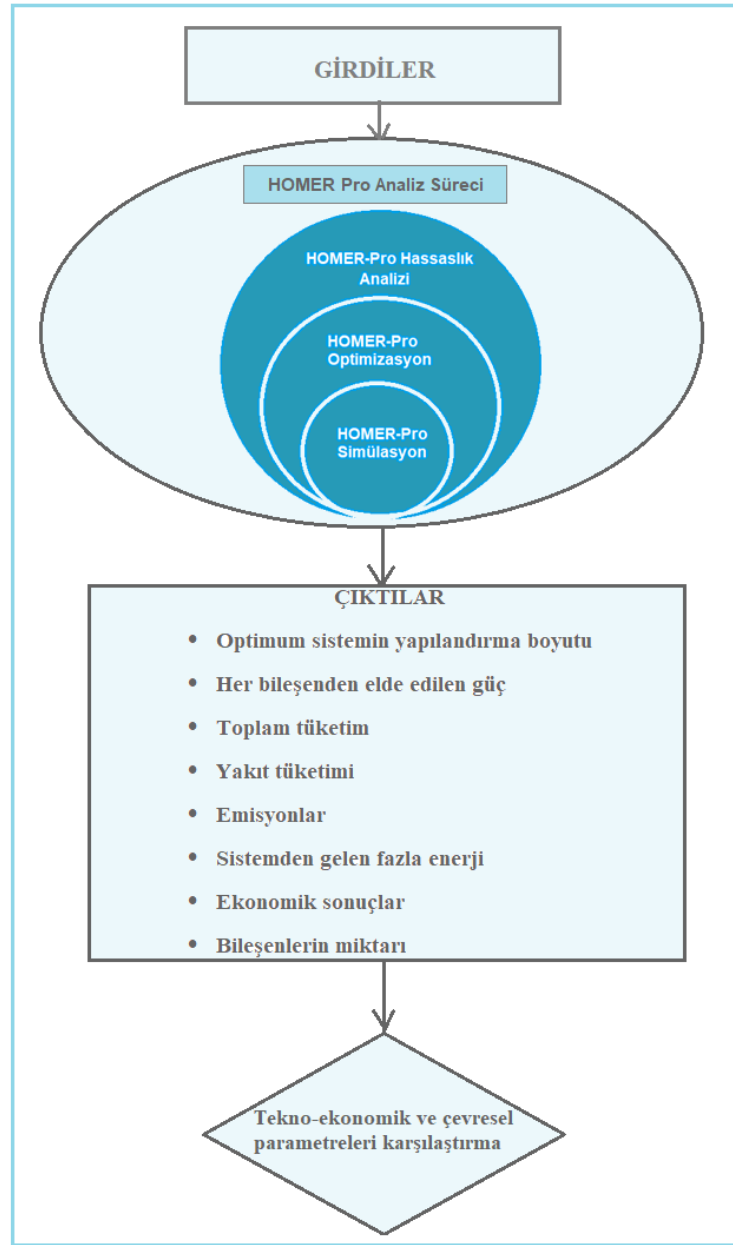 GİRDİLER
HOMER Pro Analiz Süreci
HOMER-Pro Hassaslık
Analizi
HOMER-Pro
Optimizasyon
HOMER-Pro
Simülasyon
ÇIKTILAR
• Optimum sistemin yapılandırma boyutu
• Her bileşenden elde edilen güç
• Toplam tüketim
• Yakıt tüketimi
• Emisyonlar
• Sistemden gelen fazla enerji
• Ekonomik sonuçlar
• Bileşenlerin miktarı
Tekno-ekonomik ve çevresel
parametreleri karşılaştırma